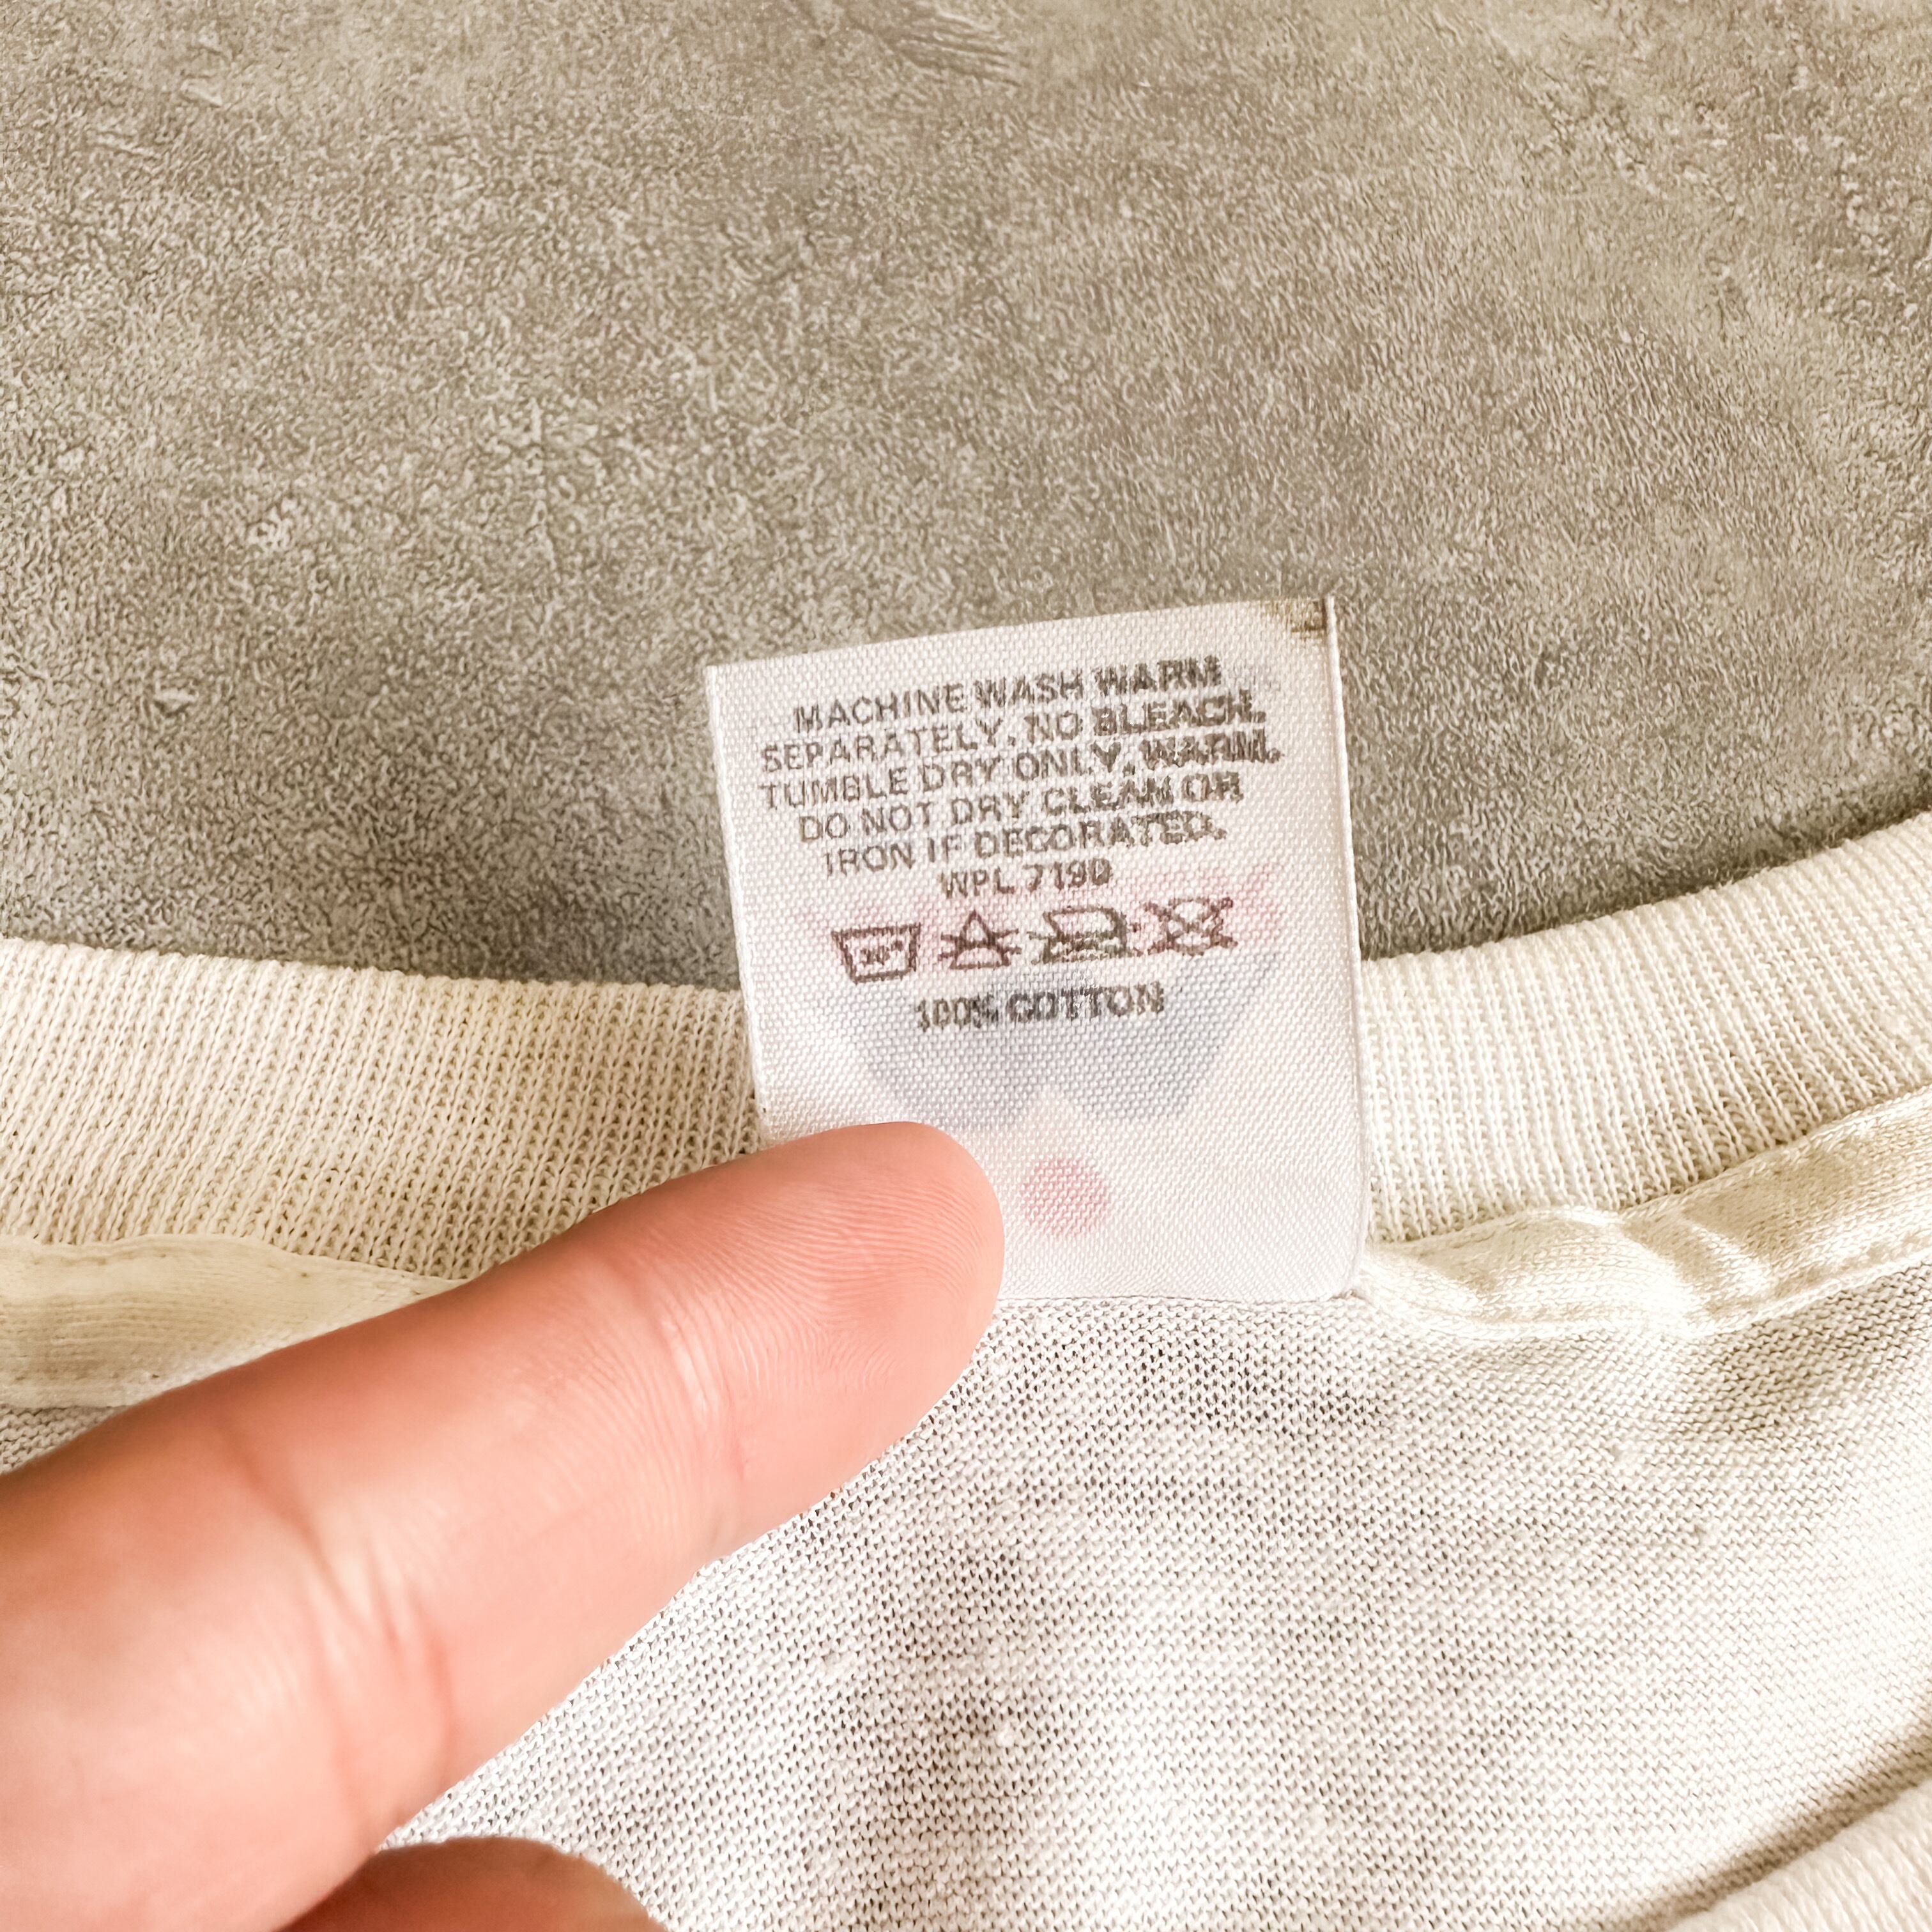 MACHINE WASH WARM
SEPARATELY, NO BLEACH.
TUMBLE DRY ONLY, WARM.
DO NOT DRY CLEAN OR
IRON IF DECORATED.
WPL 7190
30°
100% COTTON